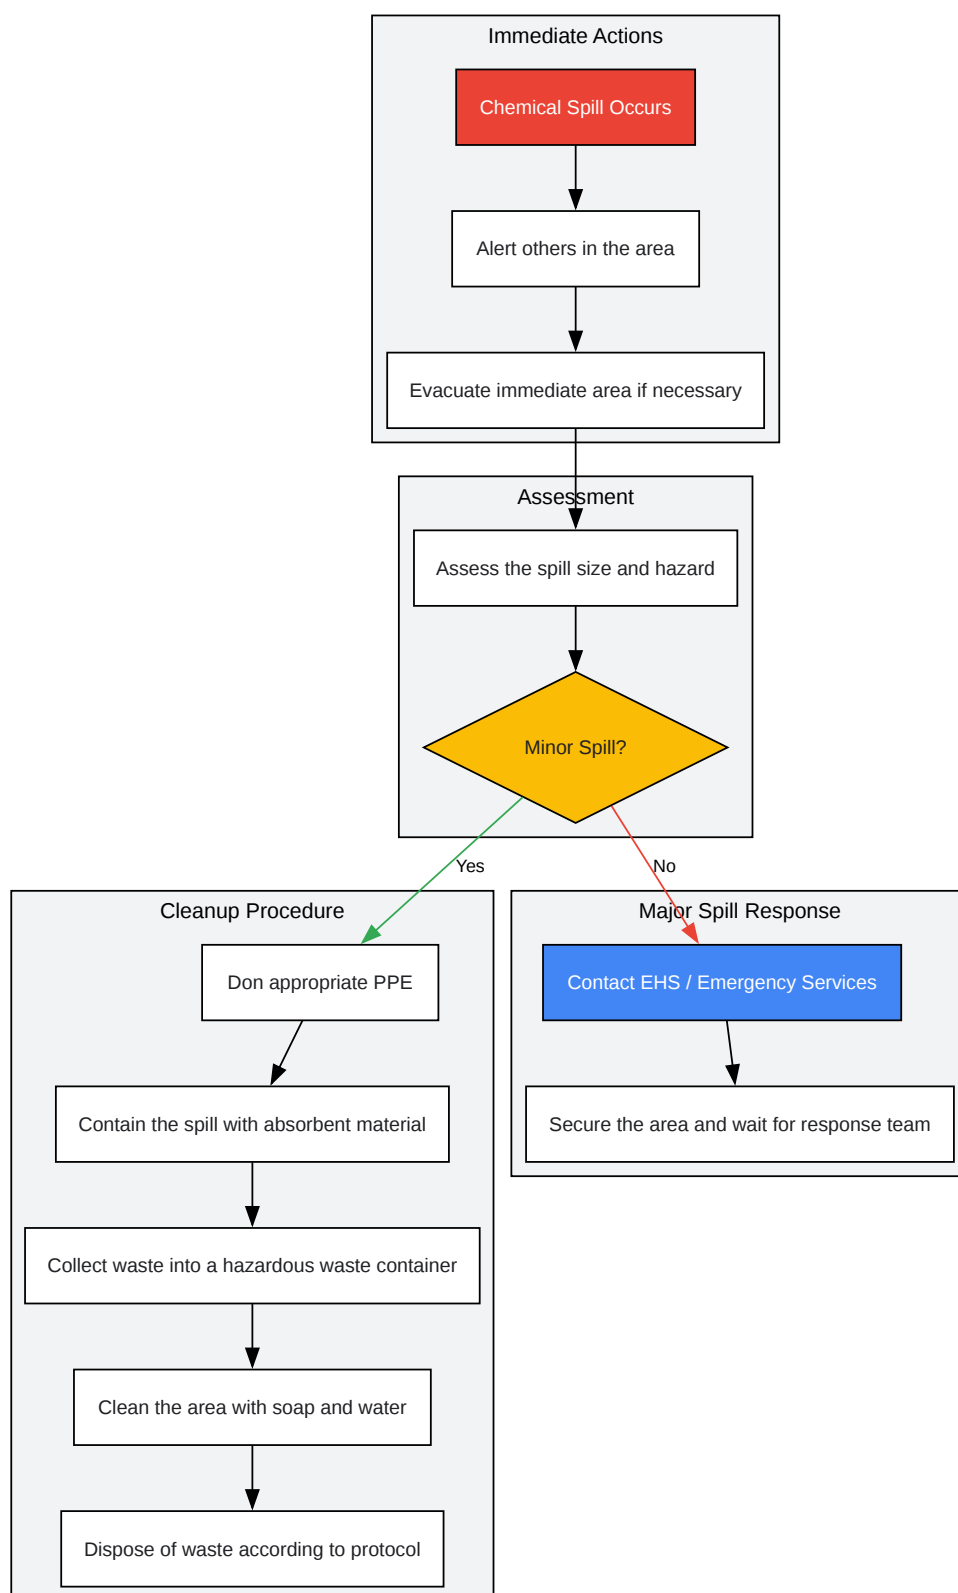 Immediate Actions
Chemical Spill Occurs
Alert others in the area
Evacuate immediate area if necessary
Assessment
Assess the spill size and hazard
Minor Spill?
Yes
No
Cleanup Procedure
Don appropriate PPE
Contain the spill with absorbent material
Collect waste into a hazardous waste container
Clean the area with soap and water
Dispose of waste according to protocol
Major Spill Response
Contact EHS / Emergency Services
Secure the area and wait for response team